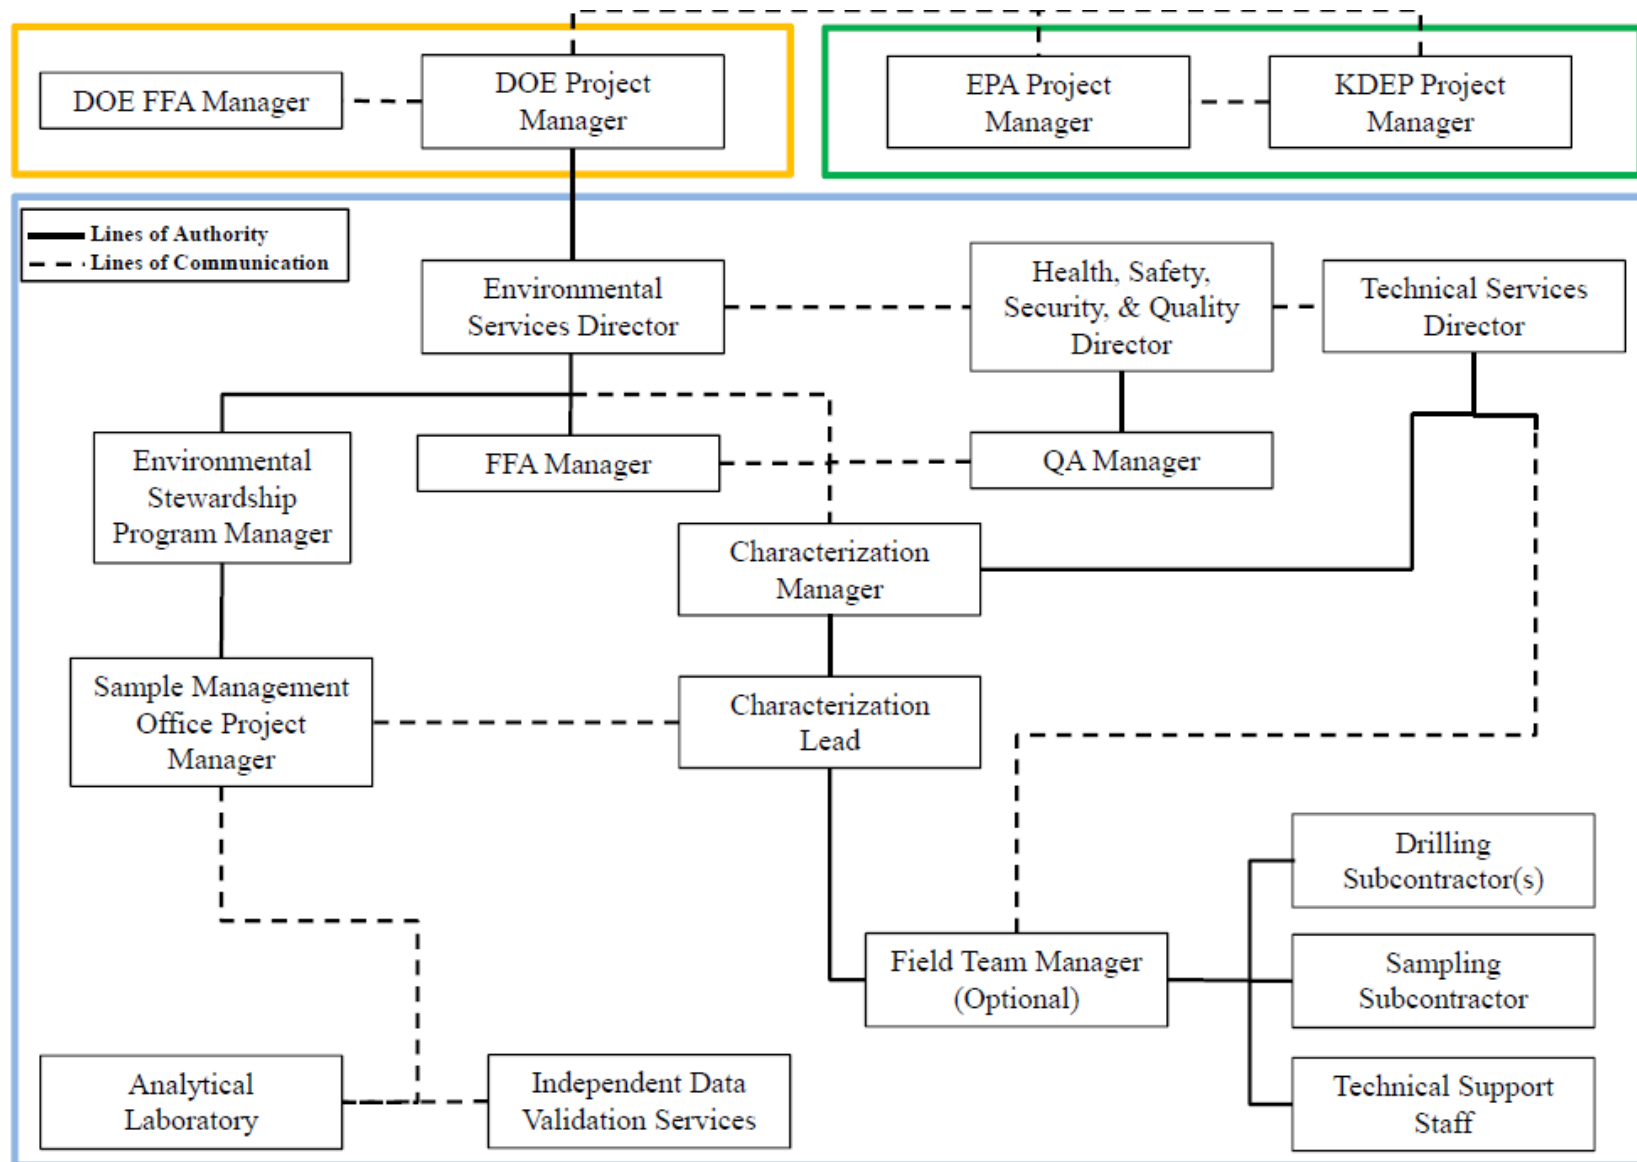 DOE FFA Manager
DOE Project
Manager
EPA Project
Manager
KDEP Project
Manager
Lines of Authority
Lines of Communication
Environmental
Services Director
Health, Safety,
Security, & Quality
Director
Technical Services
Director
Environmental
Stewardship
Program Manager
FFA Manager
QA Manager
Characterization
Manager
Sample Management
Office Project
Manager
Characterization
Lead
Drilling
Subcontractor(s)
Field Team Manager
(Optional)
Sampling
Subcontractor
Analytical
Laboratory
Independent Data
Validation Services
Technical Support
Staff